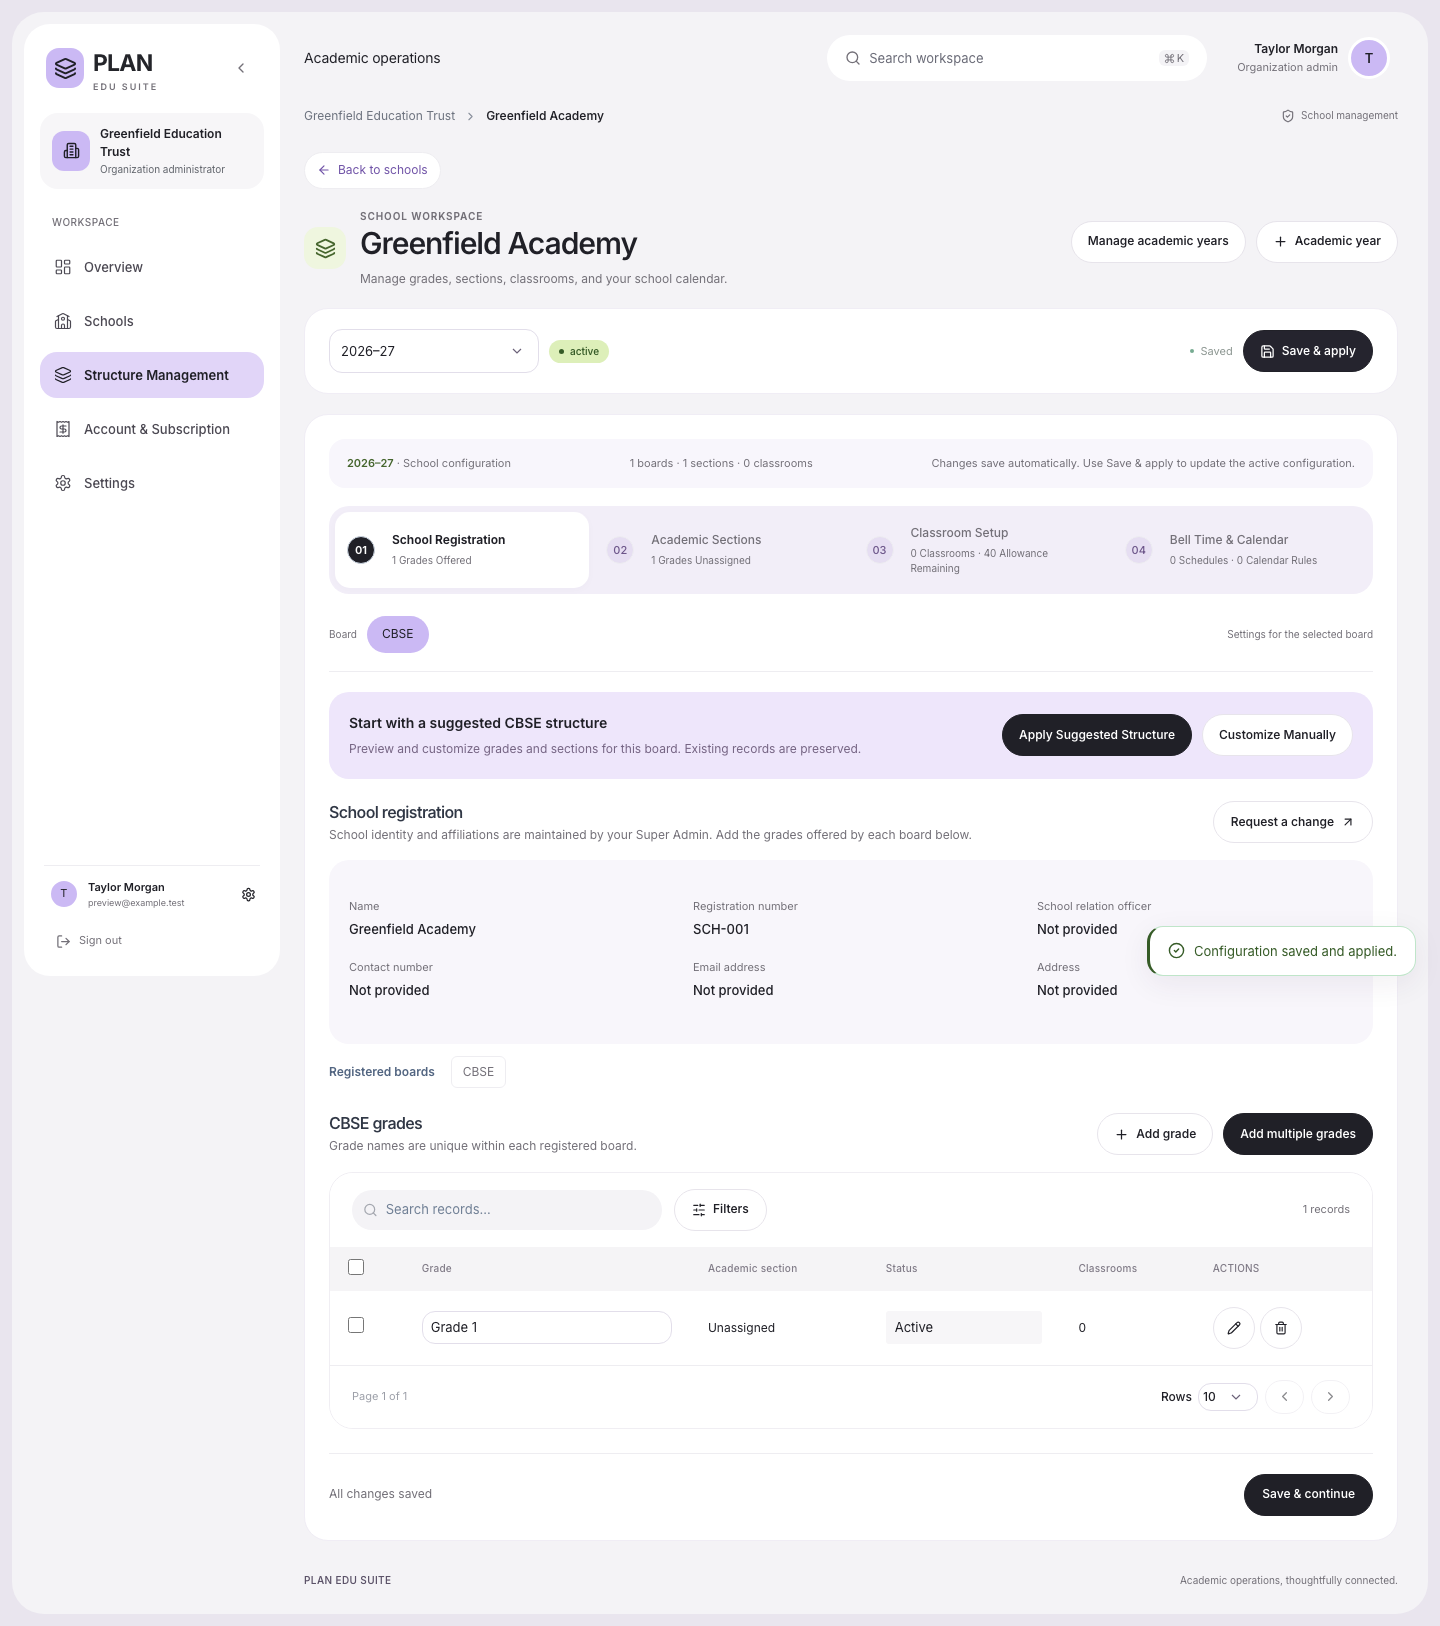 PLAN
EDU SUITE
Greenfield Education
Trust
Organization administrator
WORKSPACE
Overview
Schools
Structure Management
Account & Subscription
Settings
T
Taylor Morgan
preview@example.test
Sign out
Academic operations
Search workspace
⌘K
Taylor Morgan
Organization admin
T
Greenfield Education Trust
Greenfield Academy
School management
Back to schools
SCHOOL WORKSPACE
Greenfield Academy
Manage grades, sections, classrooms, and your school calendar.
Manage academic years
Academic year
2026–27
active
Saved
Save & apply
2026–27 · School configuration
1 boards · 1 sections · 0 classrooms
Changes save automatically. Use Save & apply to update the active configuration.
01
School Registration
1 Grades Offered
02
Academic Sections
1 Grades Unassigned
03
Classroom Setup
0 Classrooms · 40 Allowance
Remaining
04
Bell Time & Calendar
0 Schedules · 0 Calendar Rules
Board
CBSE
Settings for the selected board
Start with a suggested CBSE structure
Preview and customize grades and sections for this board. Existing records are preserved.
Apply Suggested Structure
Customize Manually
School registration
School identity and affiliations are maintained by your Super Admin. Add the grades offered by each board below.
Request a change
Name
Greenfield Academy
Registration number
SCH-001
School relation officer
Not provided
Contact number
Not provided
Email address
Not provided
Address
Not provided
Configuration saved and applied.
Registered boards
CBSE
CBSE grades
Grade names are unique within each registered board.
Add grade
Add multiple grades
Search records...
Filters
1 records
Grade
Academic section
Status
Classrooms
ACTIONS
Grade 1
Unassigned
Active
0
Page 1 of 1
Rows
10
All changes saved
Save & continue
PLAN EDU SUITE
Academic operations, thoughtfully connected.